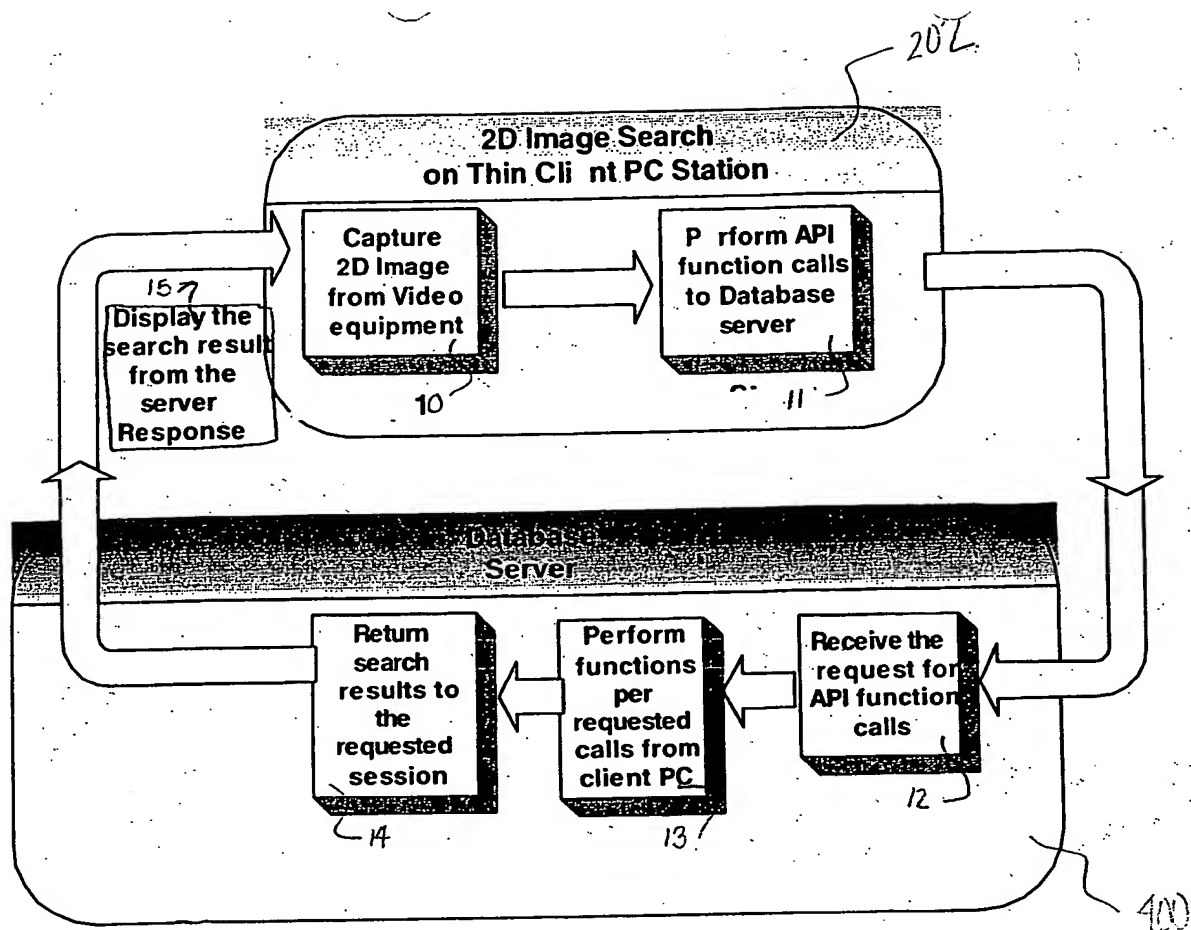 202
2D Image Search
on Thin Cli nt PC Station
Capture
2D Image
from Video
equipment
10
P rform API
function calls
to Database
server
11
15
Display the
search result
from the
server
Response
Database
Server
Return
search
results to
the
requested
session
14
Perform
functions
per
requested
calls from
client PC
13
Receive the
request for
API function
calls
12
400